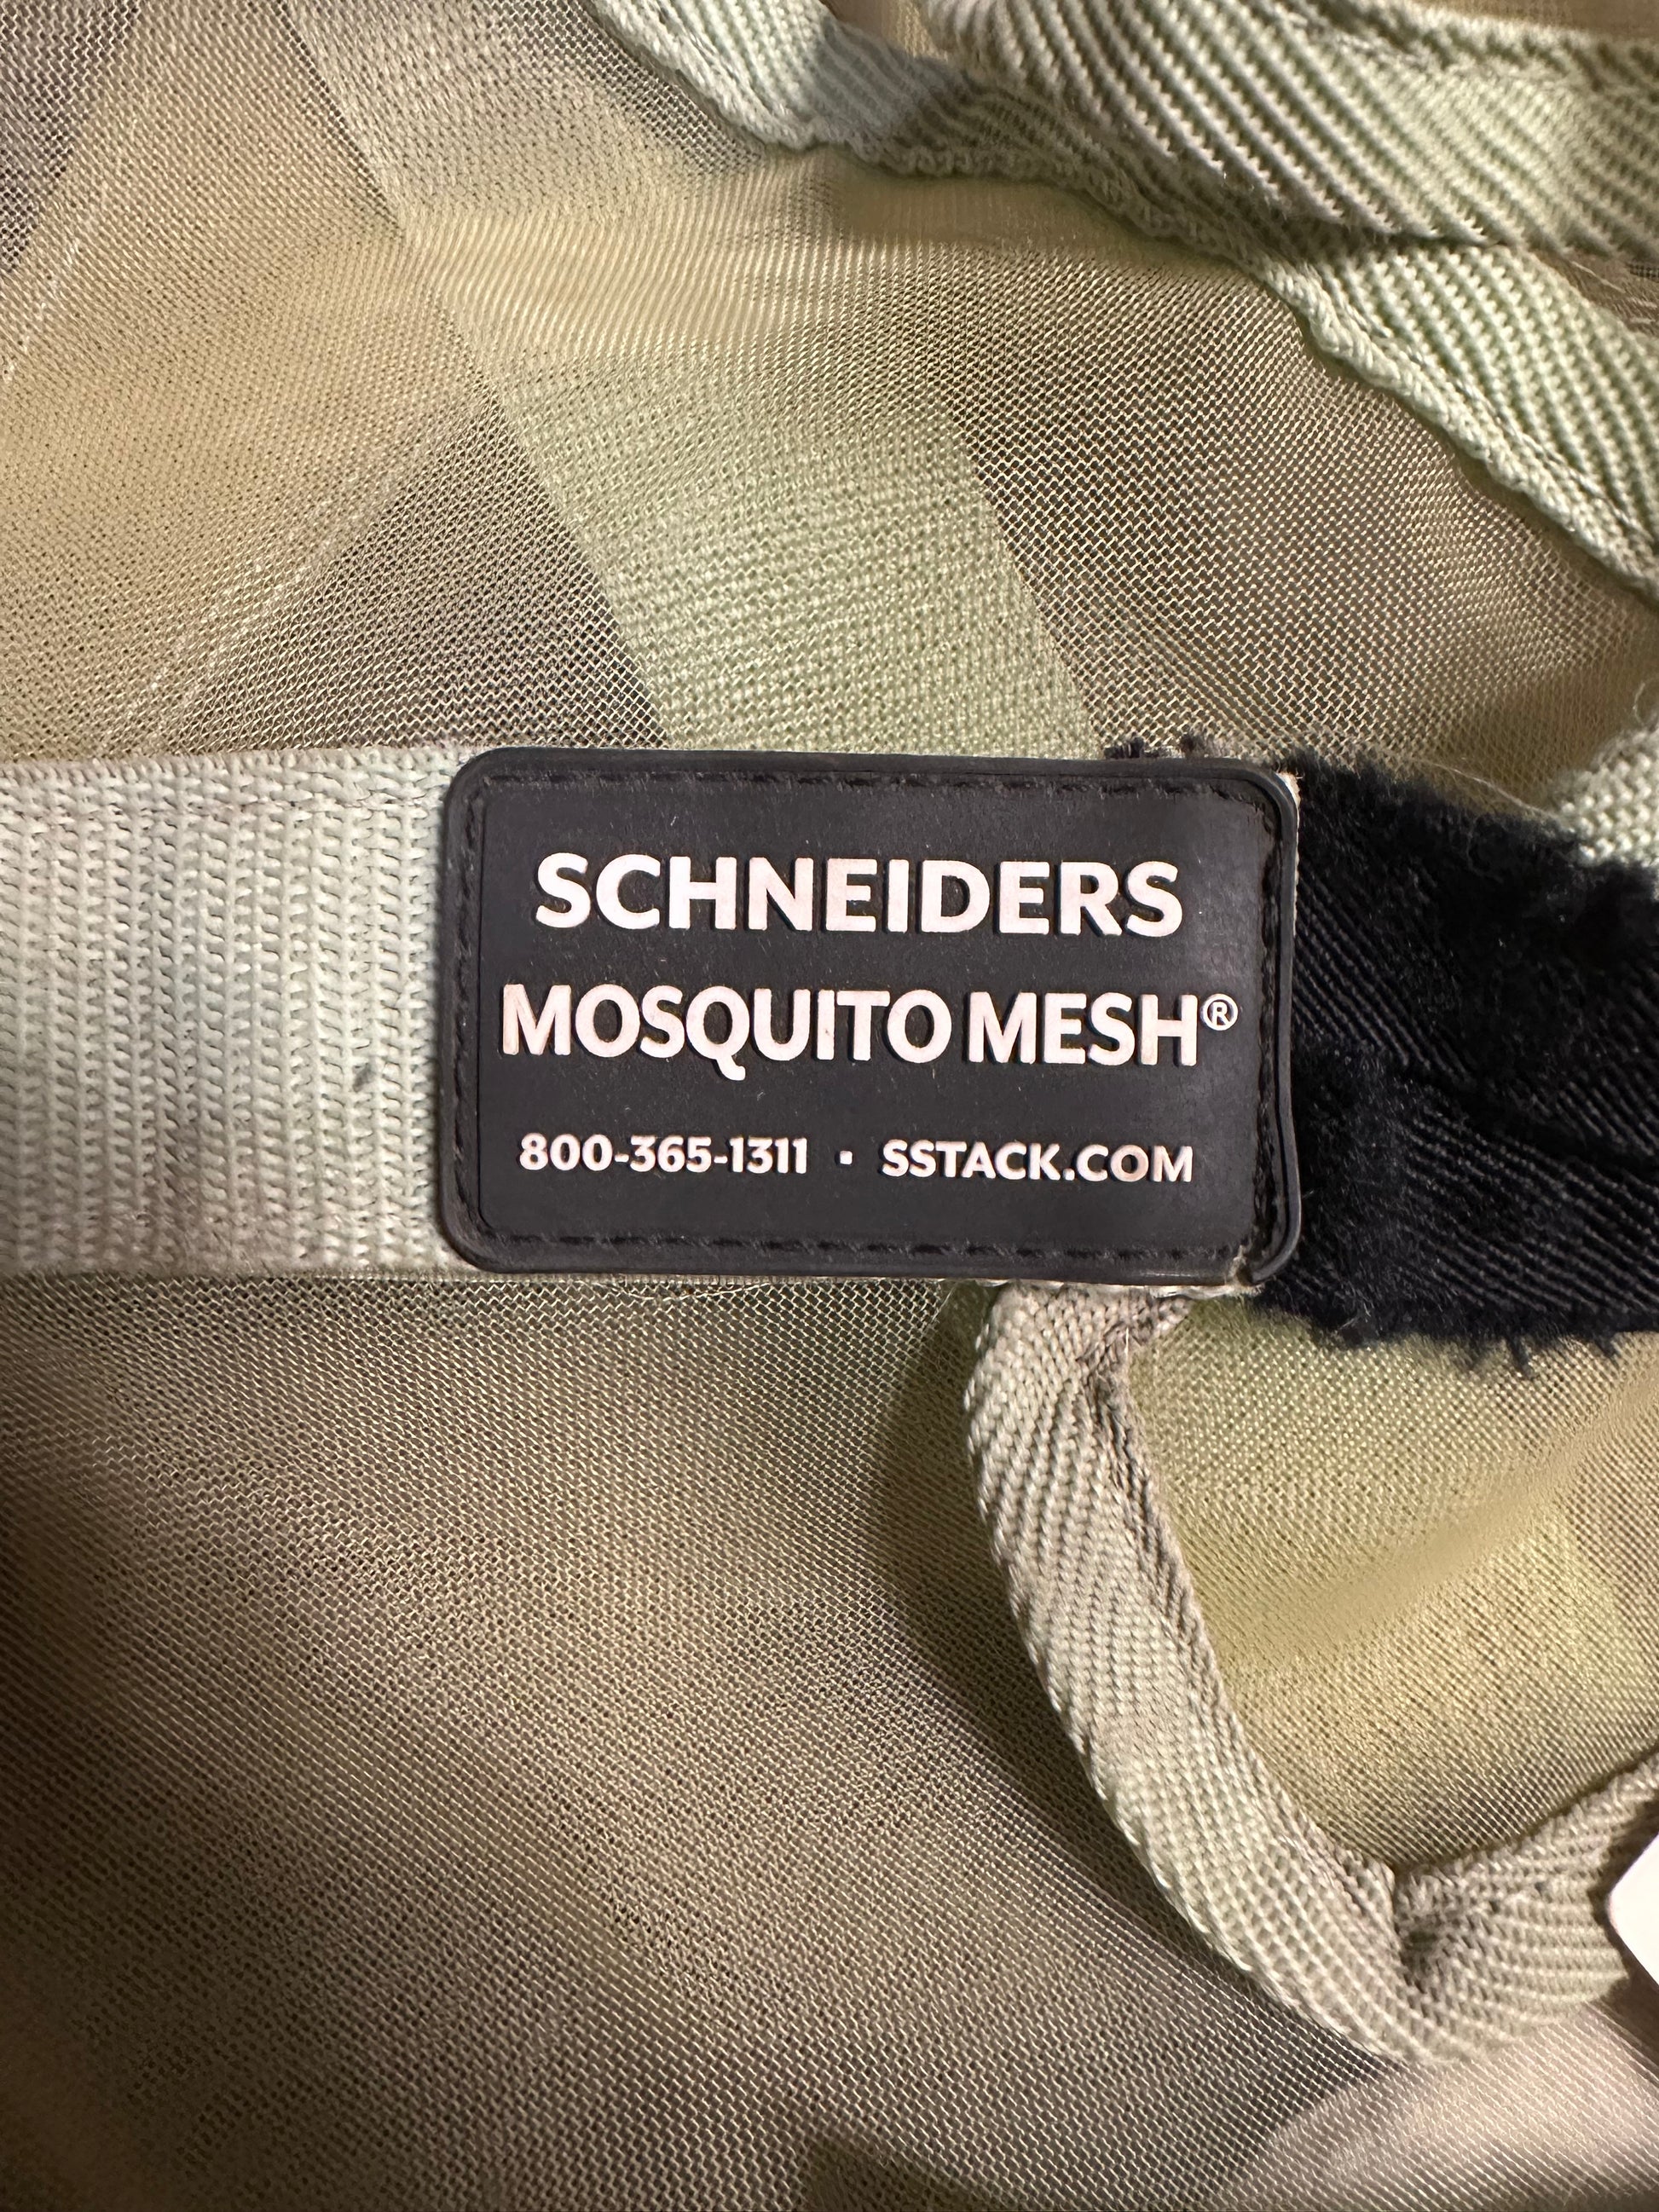 SCHNEIDERS
MOSQUITO MESH®
800-365-1311 · SSTACK.COM